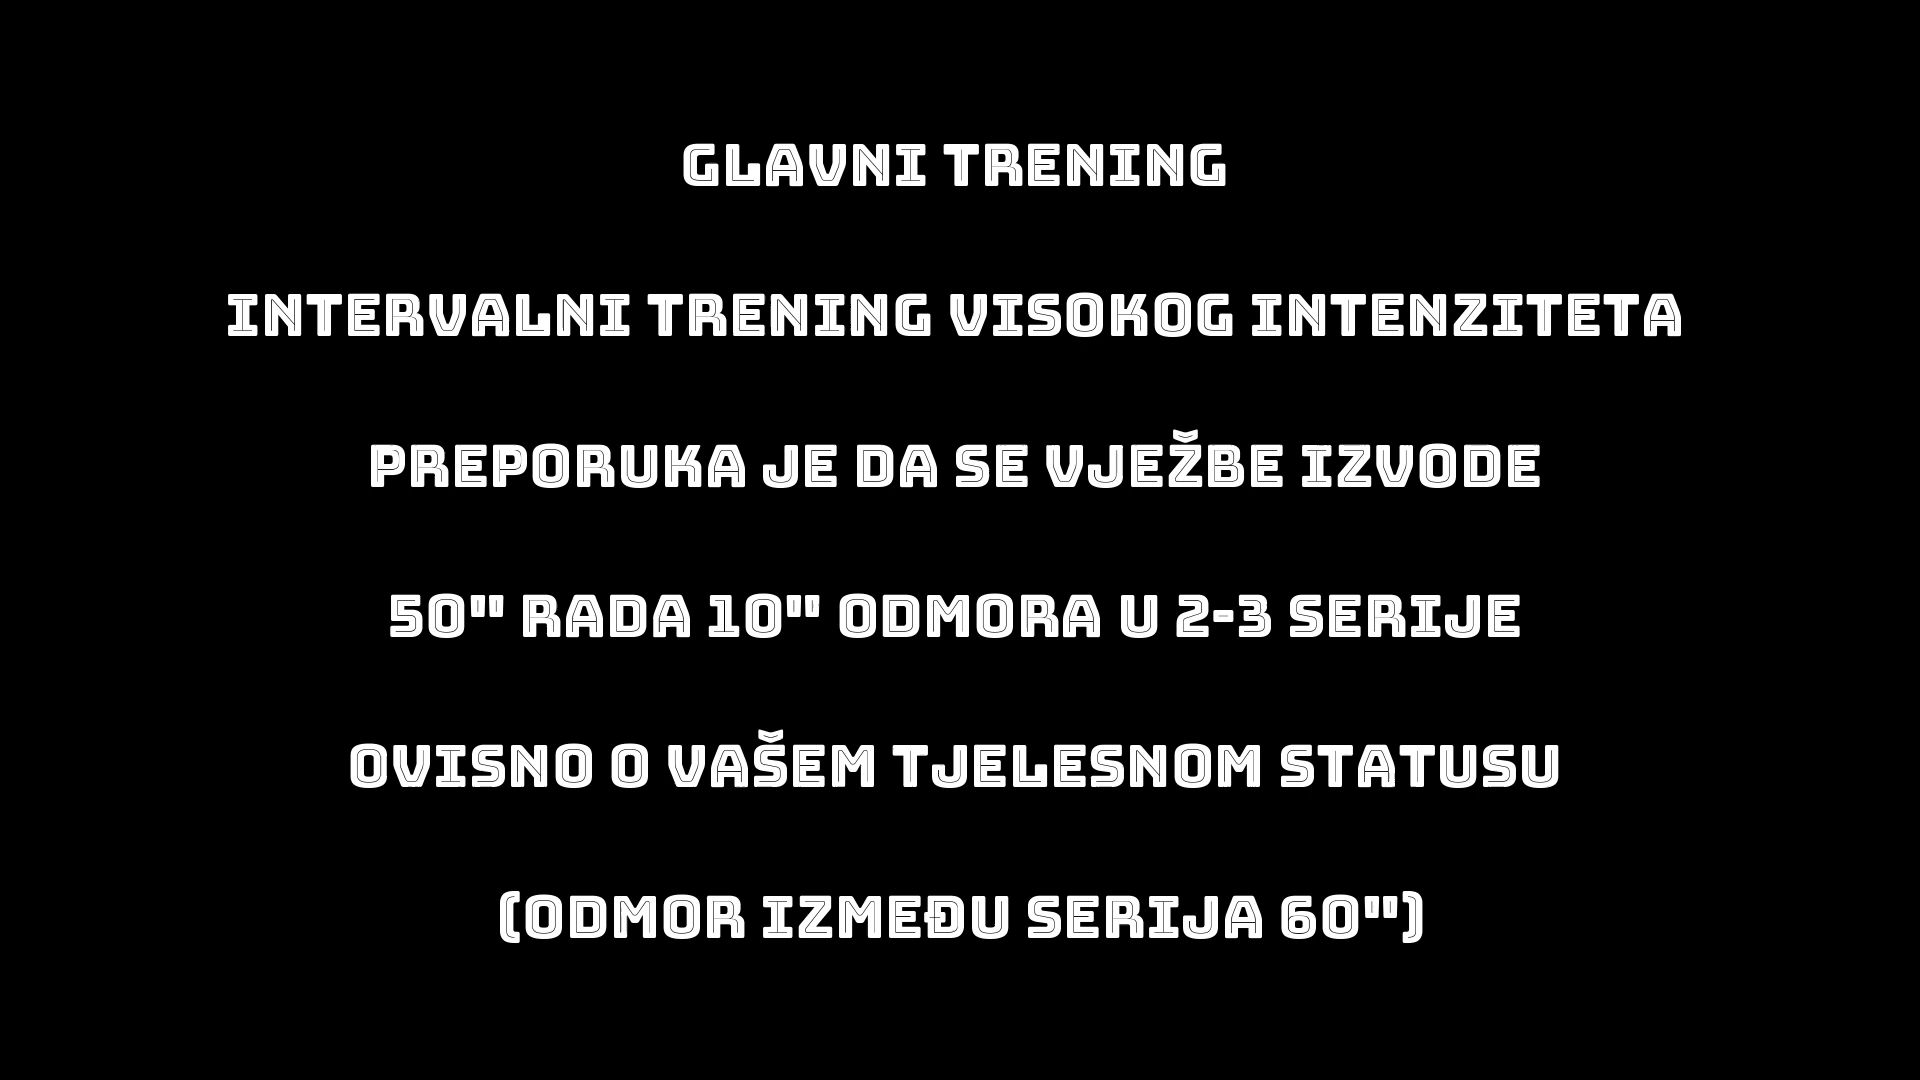 GLAVNI TRENING
INTERVALNI TRENING VISOKOG INTENZITETA
PREPORUKA JE DA SE VJEŽBE IZVODE
50" RADA 10" ODMORA U 2-3 SERIJE
OVISNO O VAŠEM TJELESNOM STATUSU
(ODMOR IZMEĐU SERIJA 60")